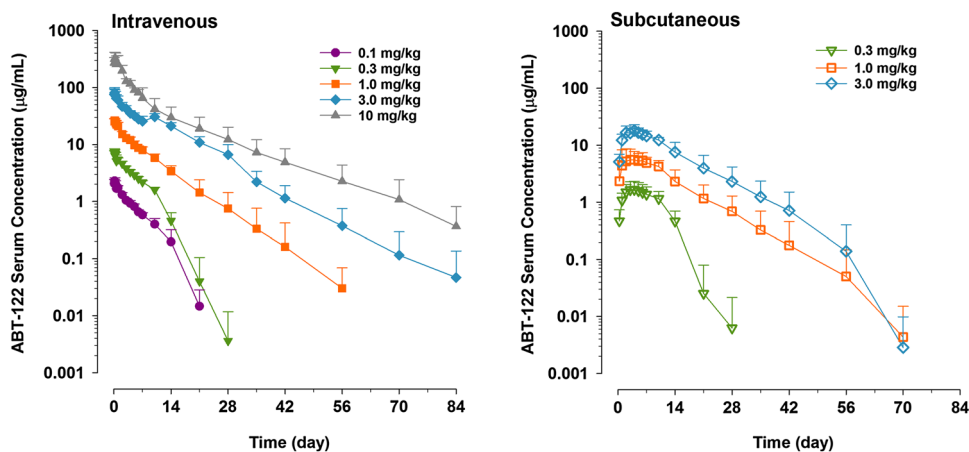 Intravenous
ABT-122 Serum Concentration (μg/mL)
1000
100
10
1
0.1
0.01
0.001
0.1 mg/kg
0.3 mg/kg
1.0 mg/kg
3.0 mg/kg
10 mg/kg
0 14 28 42 56 70 84
Time (day)
Subcutaneous
ABT-122 Serum Concentration (μg/mL)
1000
100
10
1
0.1
0.01
0.001
0.3 mg/kg
1.0 mg/kg
3.0 mg/kg
0 14 28 42 56 70 84
Time (day)